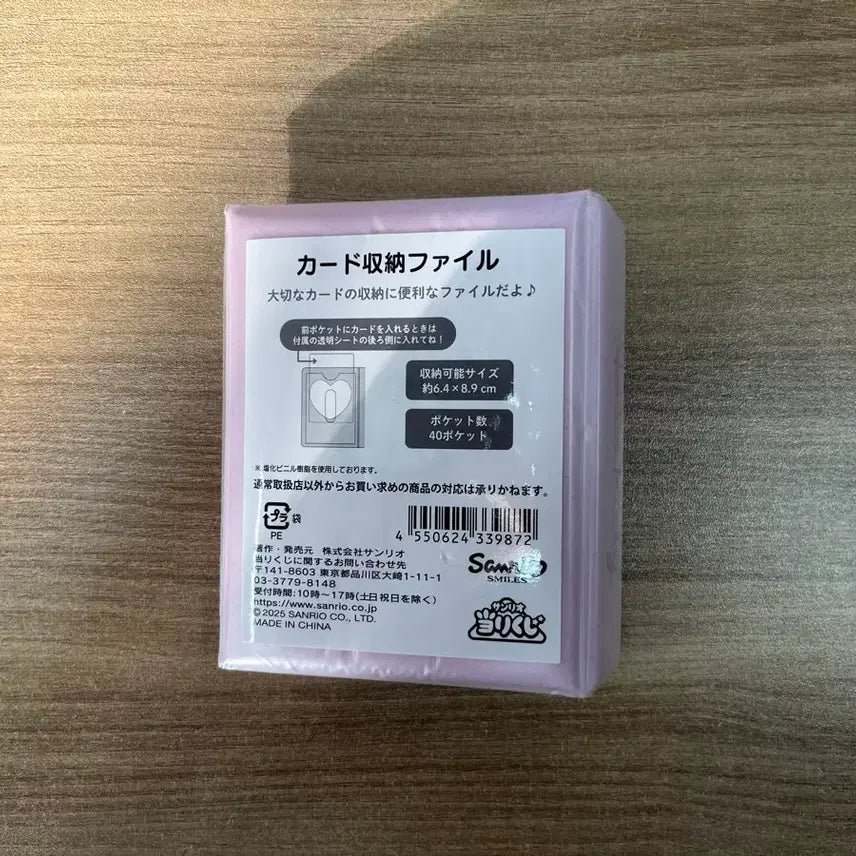 カード収納ファイル
大切なカードの収納に便利なファイルだよ♪
前ポケットにカードを入れるときは
付属の透明シートの後ろ側に入れてね!
収納可能サイズ
約6.4×8.9 cm
ポケット数
40ポケット
※塩化ビニル樹脂を使用しております。
通常取扱店以外からお買い求めの商品の対応は承りかねます。
プラ 袋
PE
4 550624 339872
著作・発売元 株式会社サンリオ
当りくじに関するお問い合わせ先
〒141-8603 東京都品川区大崎1-11-1
03-3779-8148
受付時間:10時~17時(土日祝日を除く)
https://www.sanrio.co.jp
©2025 SANRIO CO., LTD.
MADE IN CHINA
Sanrio
SMILES
サンリオ
当りくじ